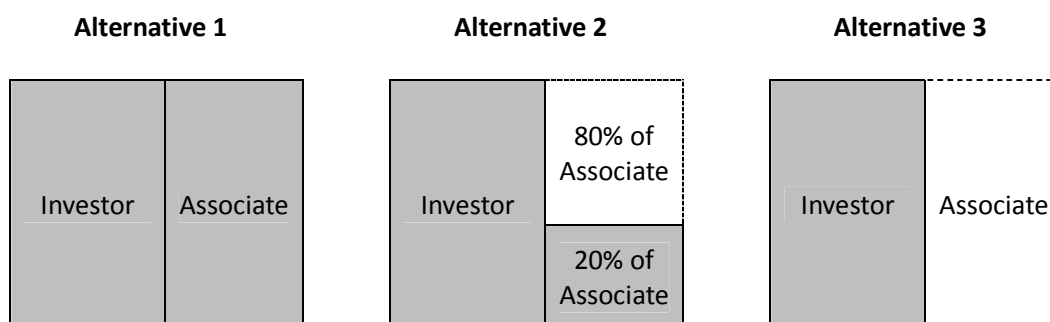 Alternative 1
Alternative 2
Alternative 3
Investor
Associate
Investor
80% of
Associate
20% of
Associate
Investor
Associate